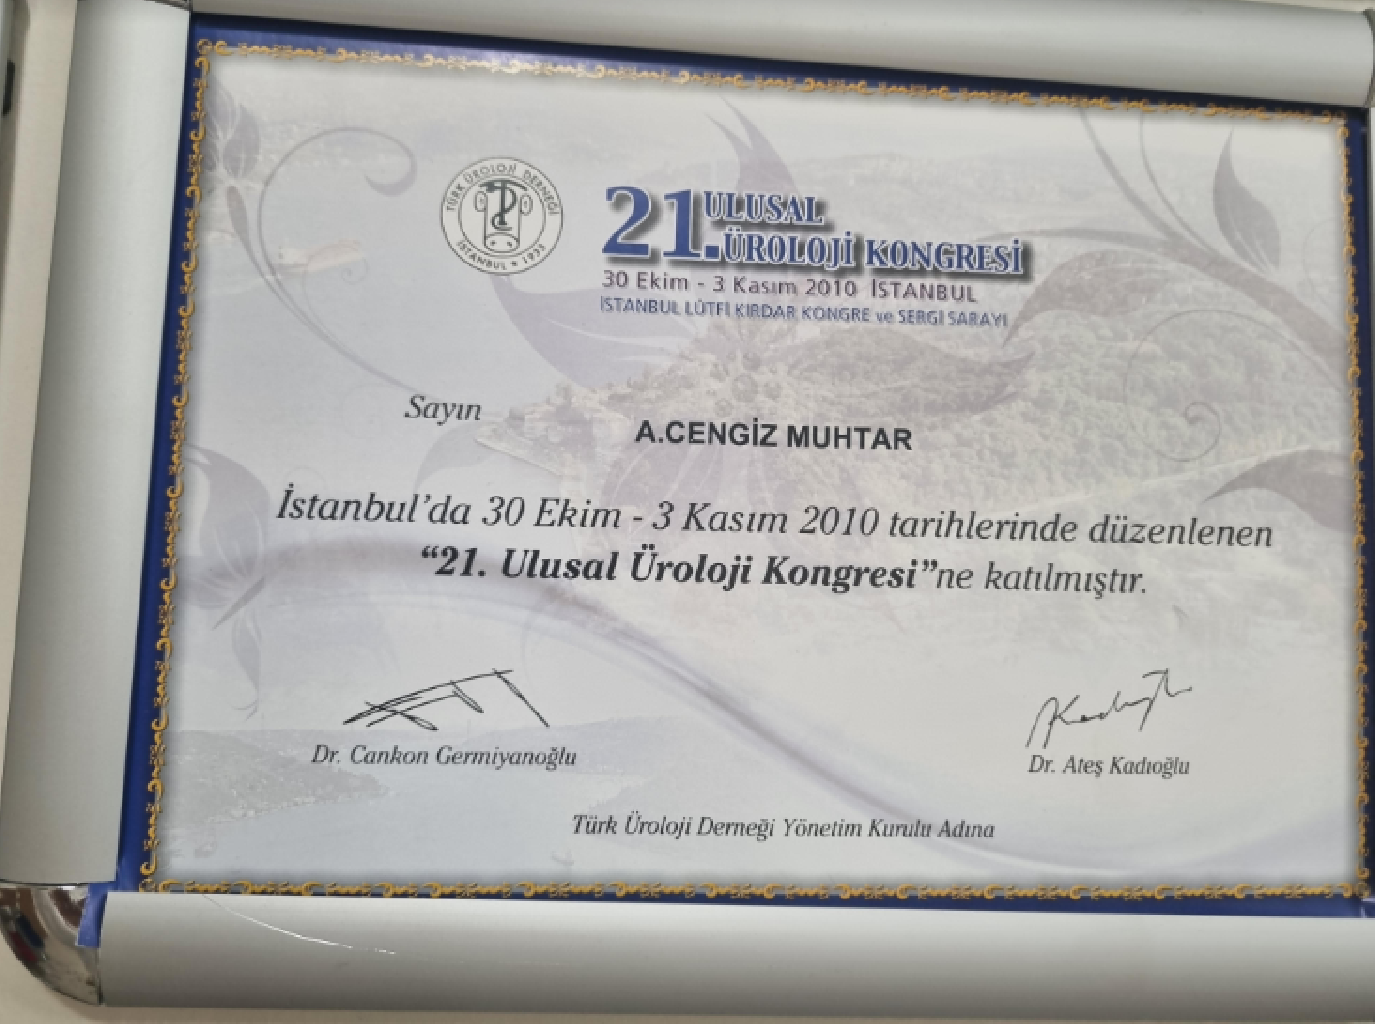 TÜRK ÜROLOJİ DERNEĞİ
İSTANBUL • 1933
21. ULUSAL
ÜROLOJİ KONGRESİ
30 Ekim - 3 Kasım 2010 İSTANBUL
İSTANBUL LÜTFİ KIRDAR KONGRE ve SERGİ SARAYI
Sayın
A.CENGİZ MUHTAR
İstanbul'da 30 Ekim - 3 Kasım 2010 tarihlerinde düzenlenen
“21. Ulusal Üroloji Kongresi”ne katılmıştır.
Dr. Cankon Germiyanoğlu
Dr. Ateş Kadıoğlu
Türk Üroloji Derneği Yönetim Kurulu Adına